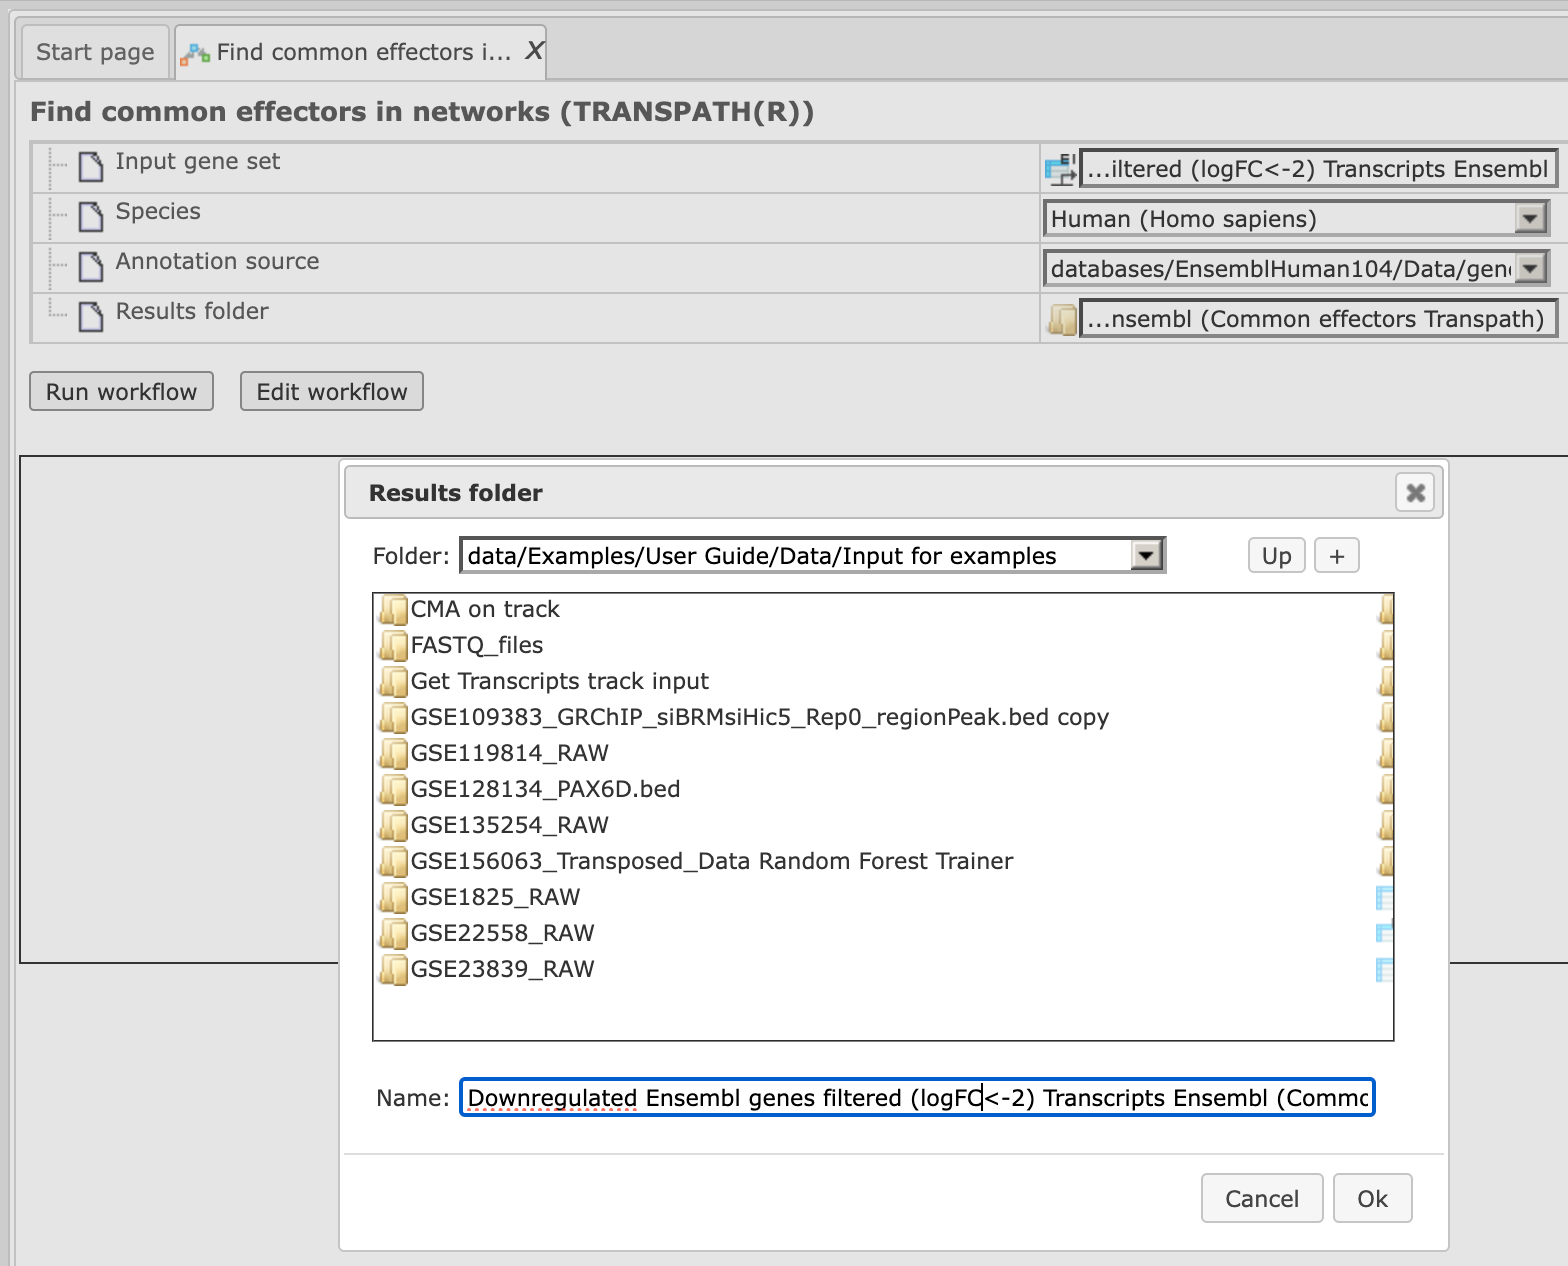 Start page
Find common effectors i... X
Find common effectors in networks (TRANSPATH(R))
Input gene set
...iltered (logFC<-2) Transcripts Ensembl
Species
Human (Homo sapiens)
Annotation source
databases/EnsemblHuman104/Data/gen
Results folder
...nsembl (Common effectors Transpath)
Run workflow
Edit workflow
Results folder
Folder: data/Examples/User Guide/Data/Input for examples
Up
+
CMA on track
FASTQ_files
Get Transcripts track input
GSE109383_GRChIP_siBRMsiHic5_Rep0_regionPeak.bed copy
GSE119814_RAW
GSE128134_PAX6D.bed
GSE135254_RAW
GSE156063_Transposed_Data Random Forest Trainer
GSE1825_RAW
GSE22558_RAW
GSE23839_RAW
Name: Downregulated Ensembl genes filtered (logFC<-2) Transcripts Ensembl (Commo
Cancel
Ok